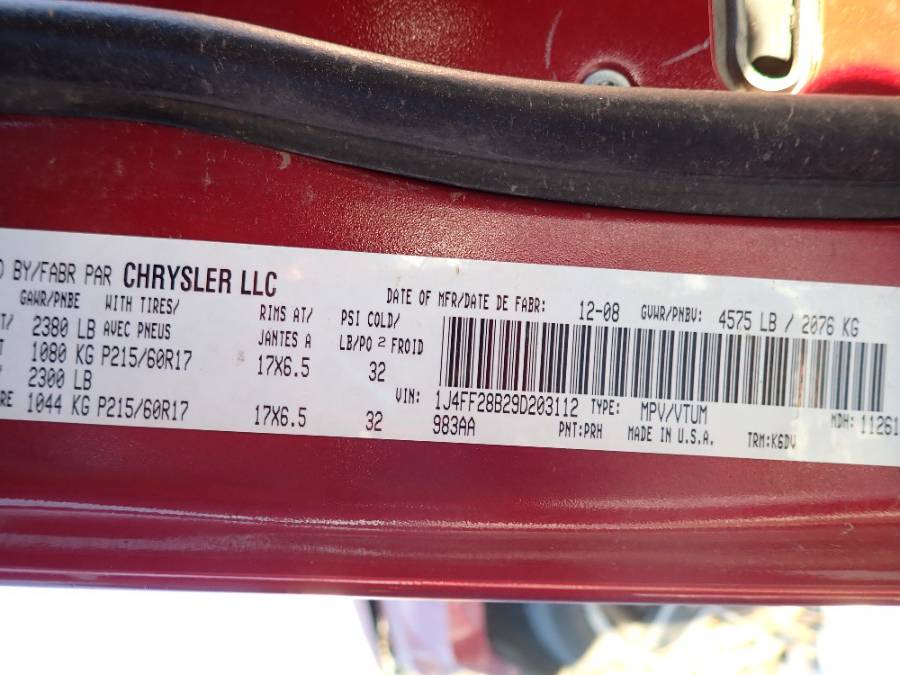 BY/FABR PAR CHRYSLER LLC DATE OF MFR/DATE DE FABR: 12-08 GVWR/PNBV: 4575 LB / 2076 KG
GAWR/PNBE WITH TIRES/ RIMS AT/ PSI COLD/
2380 LB AVEC PNEUS JANTES A LB/PO² FROID
1080 KG P215/60R17 17X6.5 32
2300 LB
1044 KG P215/60R17 17X6.5 32
VIN: 1J4FF28B29D203112 TYPE: MPV/VTUM MDH: 11261
983AA PNT:PRH MADE IN U.S.A. TRM:K6DV